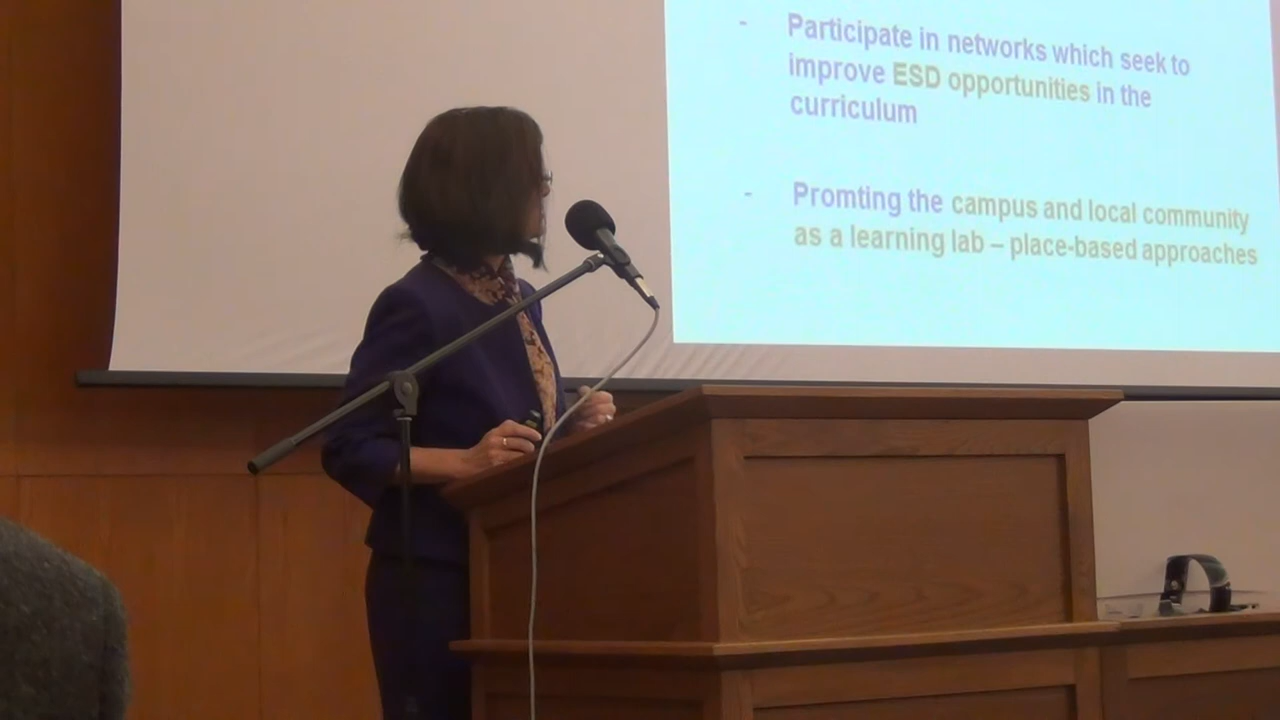 - Participate in networks which seek to
improve ESD opportunities in the
curriculum
- Promting the campus and local community
as a learning lab – place-based approaches